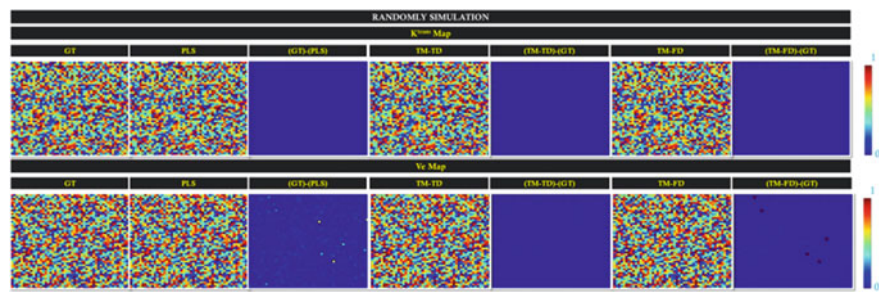 RANDOMLY SIMULATION
Kᵗʳᵃⁿˢ Map
GT PLS (GT)-(PLS) TM-TD (TM-TD)-(GT) TM-FD (TM-FD)-(GT)
1
0
Ve Map
GT PLS (GT)-(PLS) TM-TD (TM-TD)-(GT) TM-FD (TM-FD)-(GT)
1
0